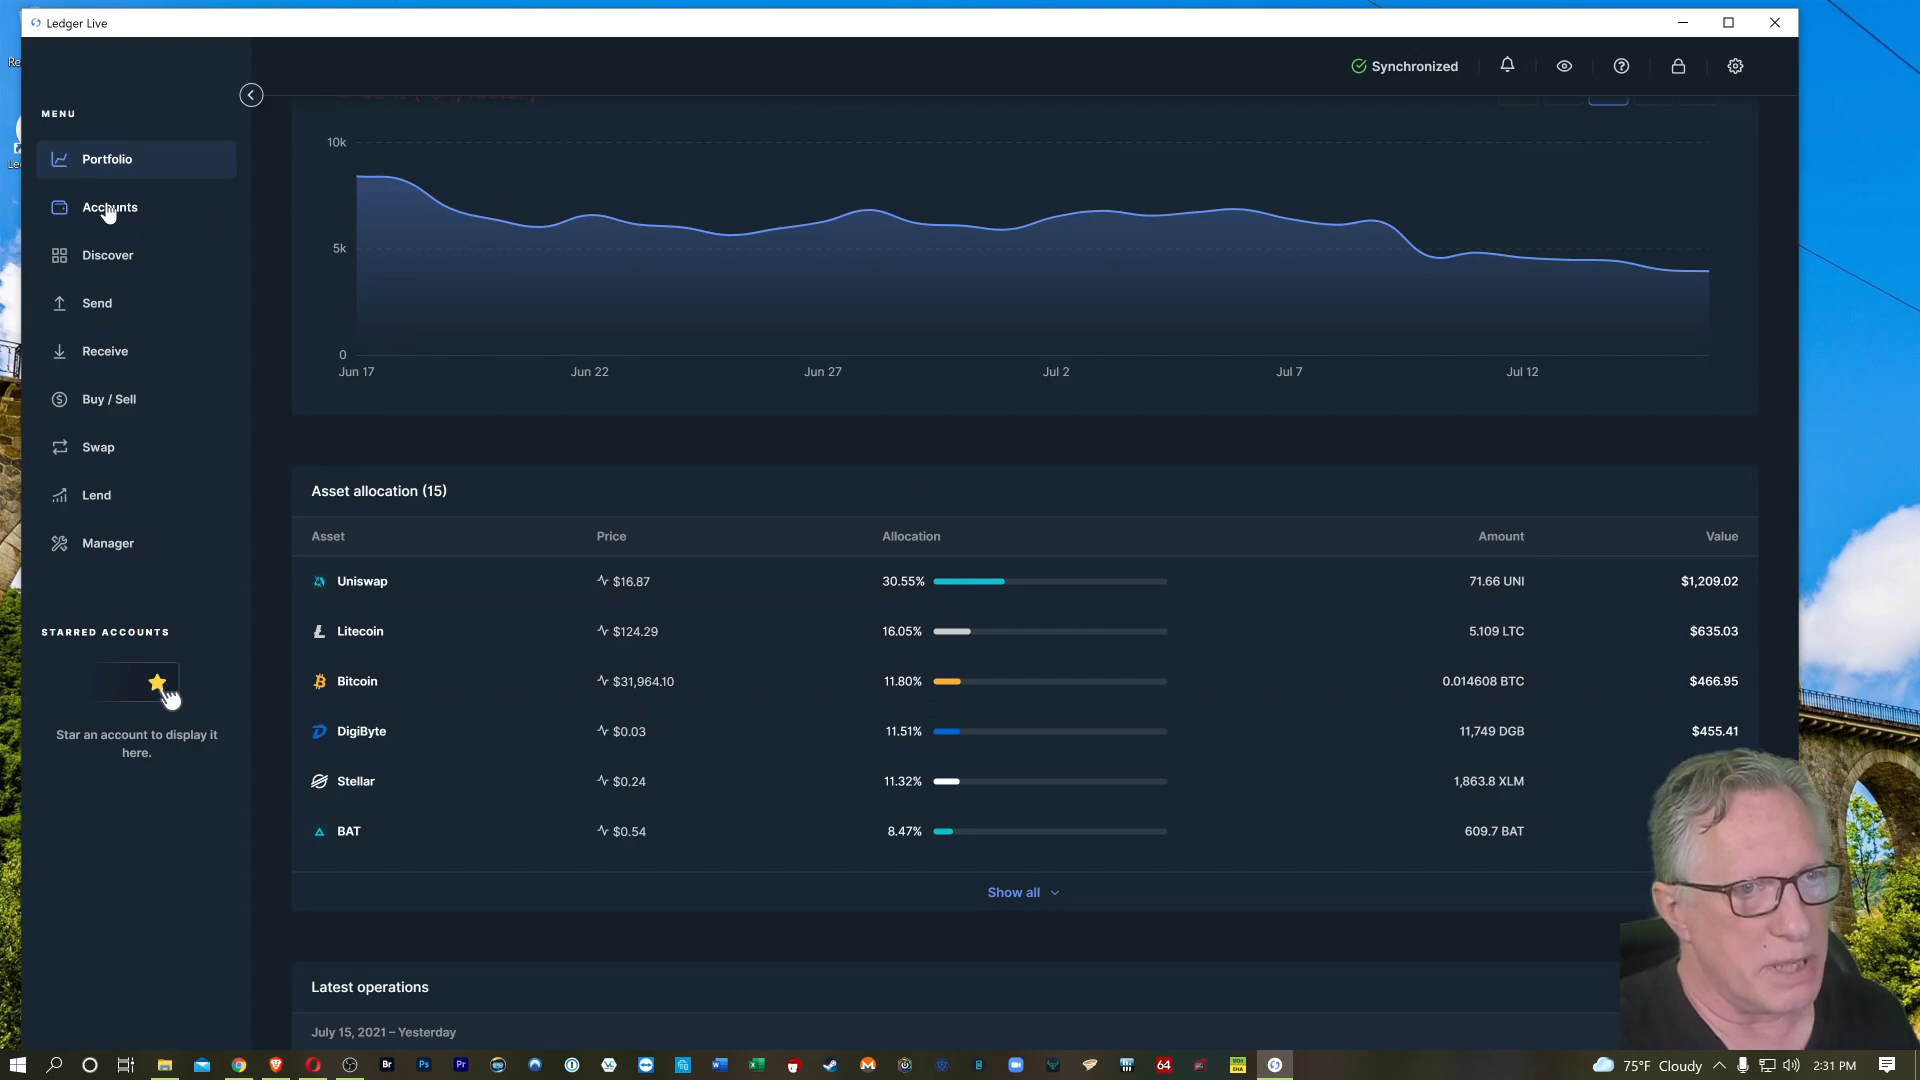 Ledger Live
Synchronized
MENU
Portfolio
Accounts
Discover
Send
Receive
Buy / Sell
Swap
Lend
Manager
STARRED ACCOUNTS
Star an account to display it
here.
10k
5k
0
Jun 17 Jun 22 Jun 27 Jul 2 Jul 7 Jul 12
Asset allocation (15)
Asset Price Allocation Amount Value
Uniswap $16.87 30.55% 71.66 UNI $1,209.02
Litecoin $124.29 16.05% 5.109 LTC $635.03
Bitcoin $31,964.10 11.80% 0.014608 BTC $466.95
DigiByte $0.03 11.51% 11,749 DGB $455.41
Stellar $0.24 11.32% 1,863.8 XLM
BAT $0.54 8.47% 609.7 BAT
Show all
Latest operations
July 15, 2021 – Yesterday
Br Ps Pr 64
75°F Cloudy 2:31 PM